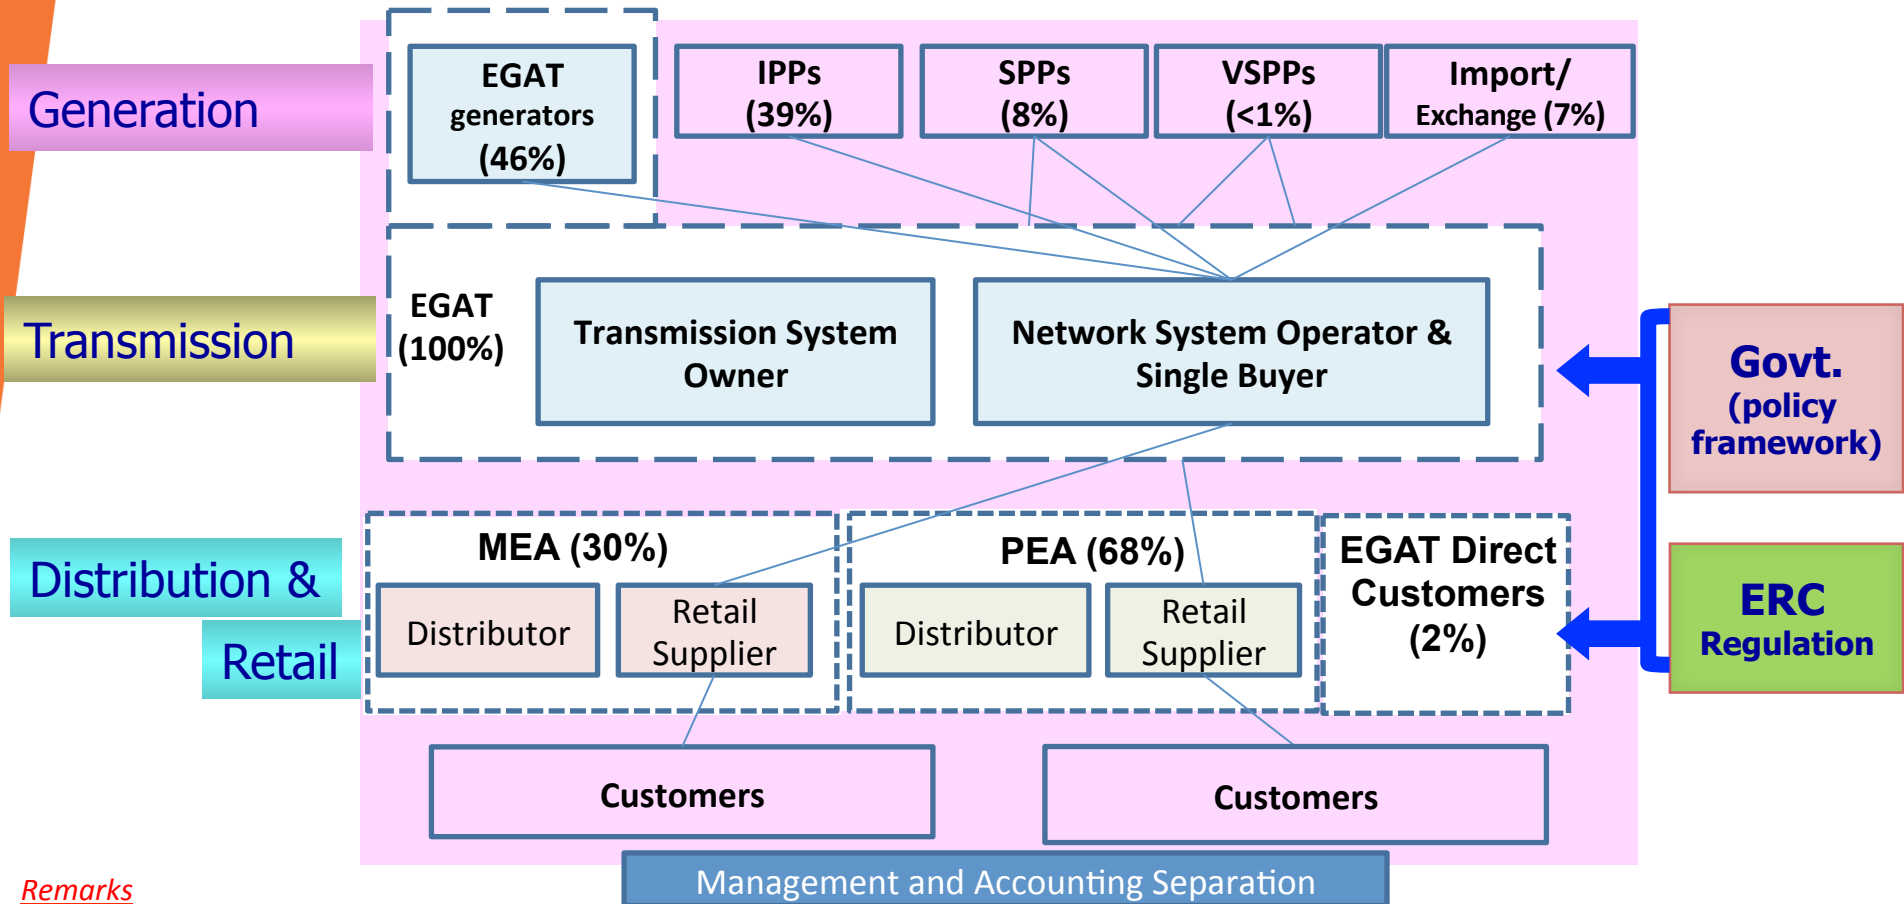 Generation
EGAT
generators
(46%)
IPPs
(39%)
SPPs
(8%)
VSPPs
(<1%)
Import/
Exchange (7%)
Transmission
EGAT
(100%)
Transmission System
Owner
Network System Operator &
Single Buyer
Govt.
(policy
framework)
Distribution &
Retail
MEA (30%)
Distributor
Retail
Supplier
PEA (68%)
Distributor
Retail
Supplier
EGAT Direct
Customers
(2%)
ERC
Regulation
Customers
Customers
Management and Accounting Separation
Remarks